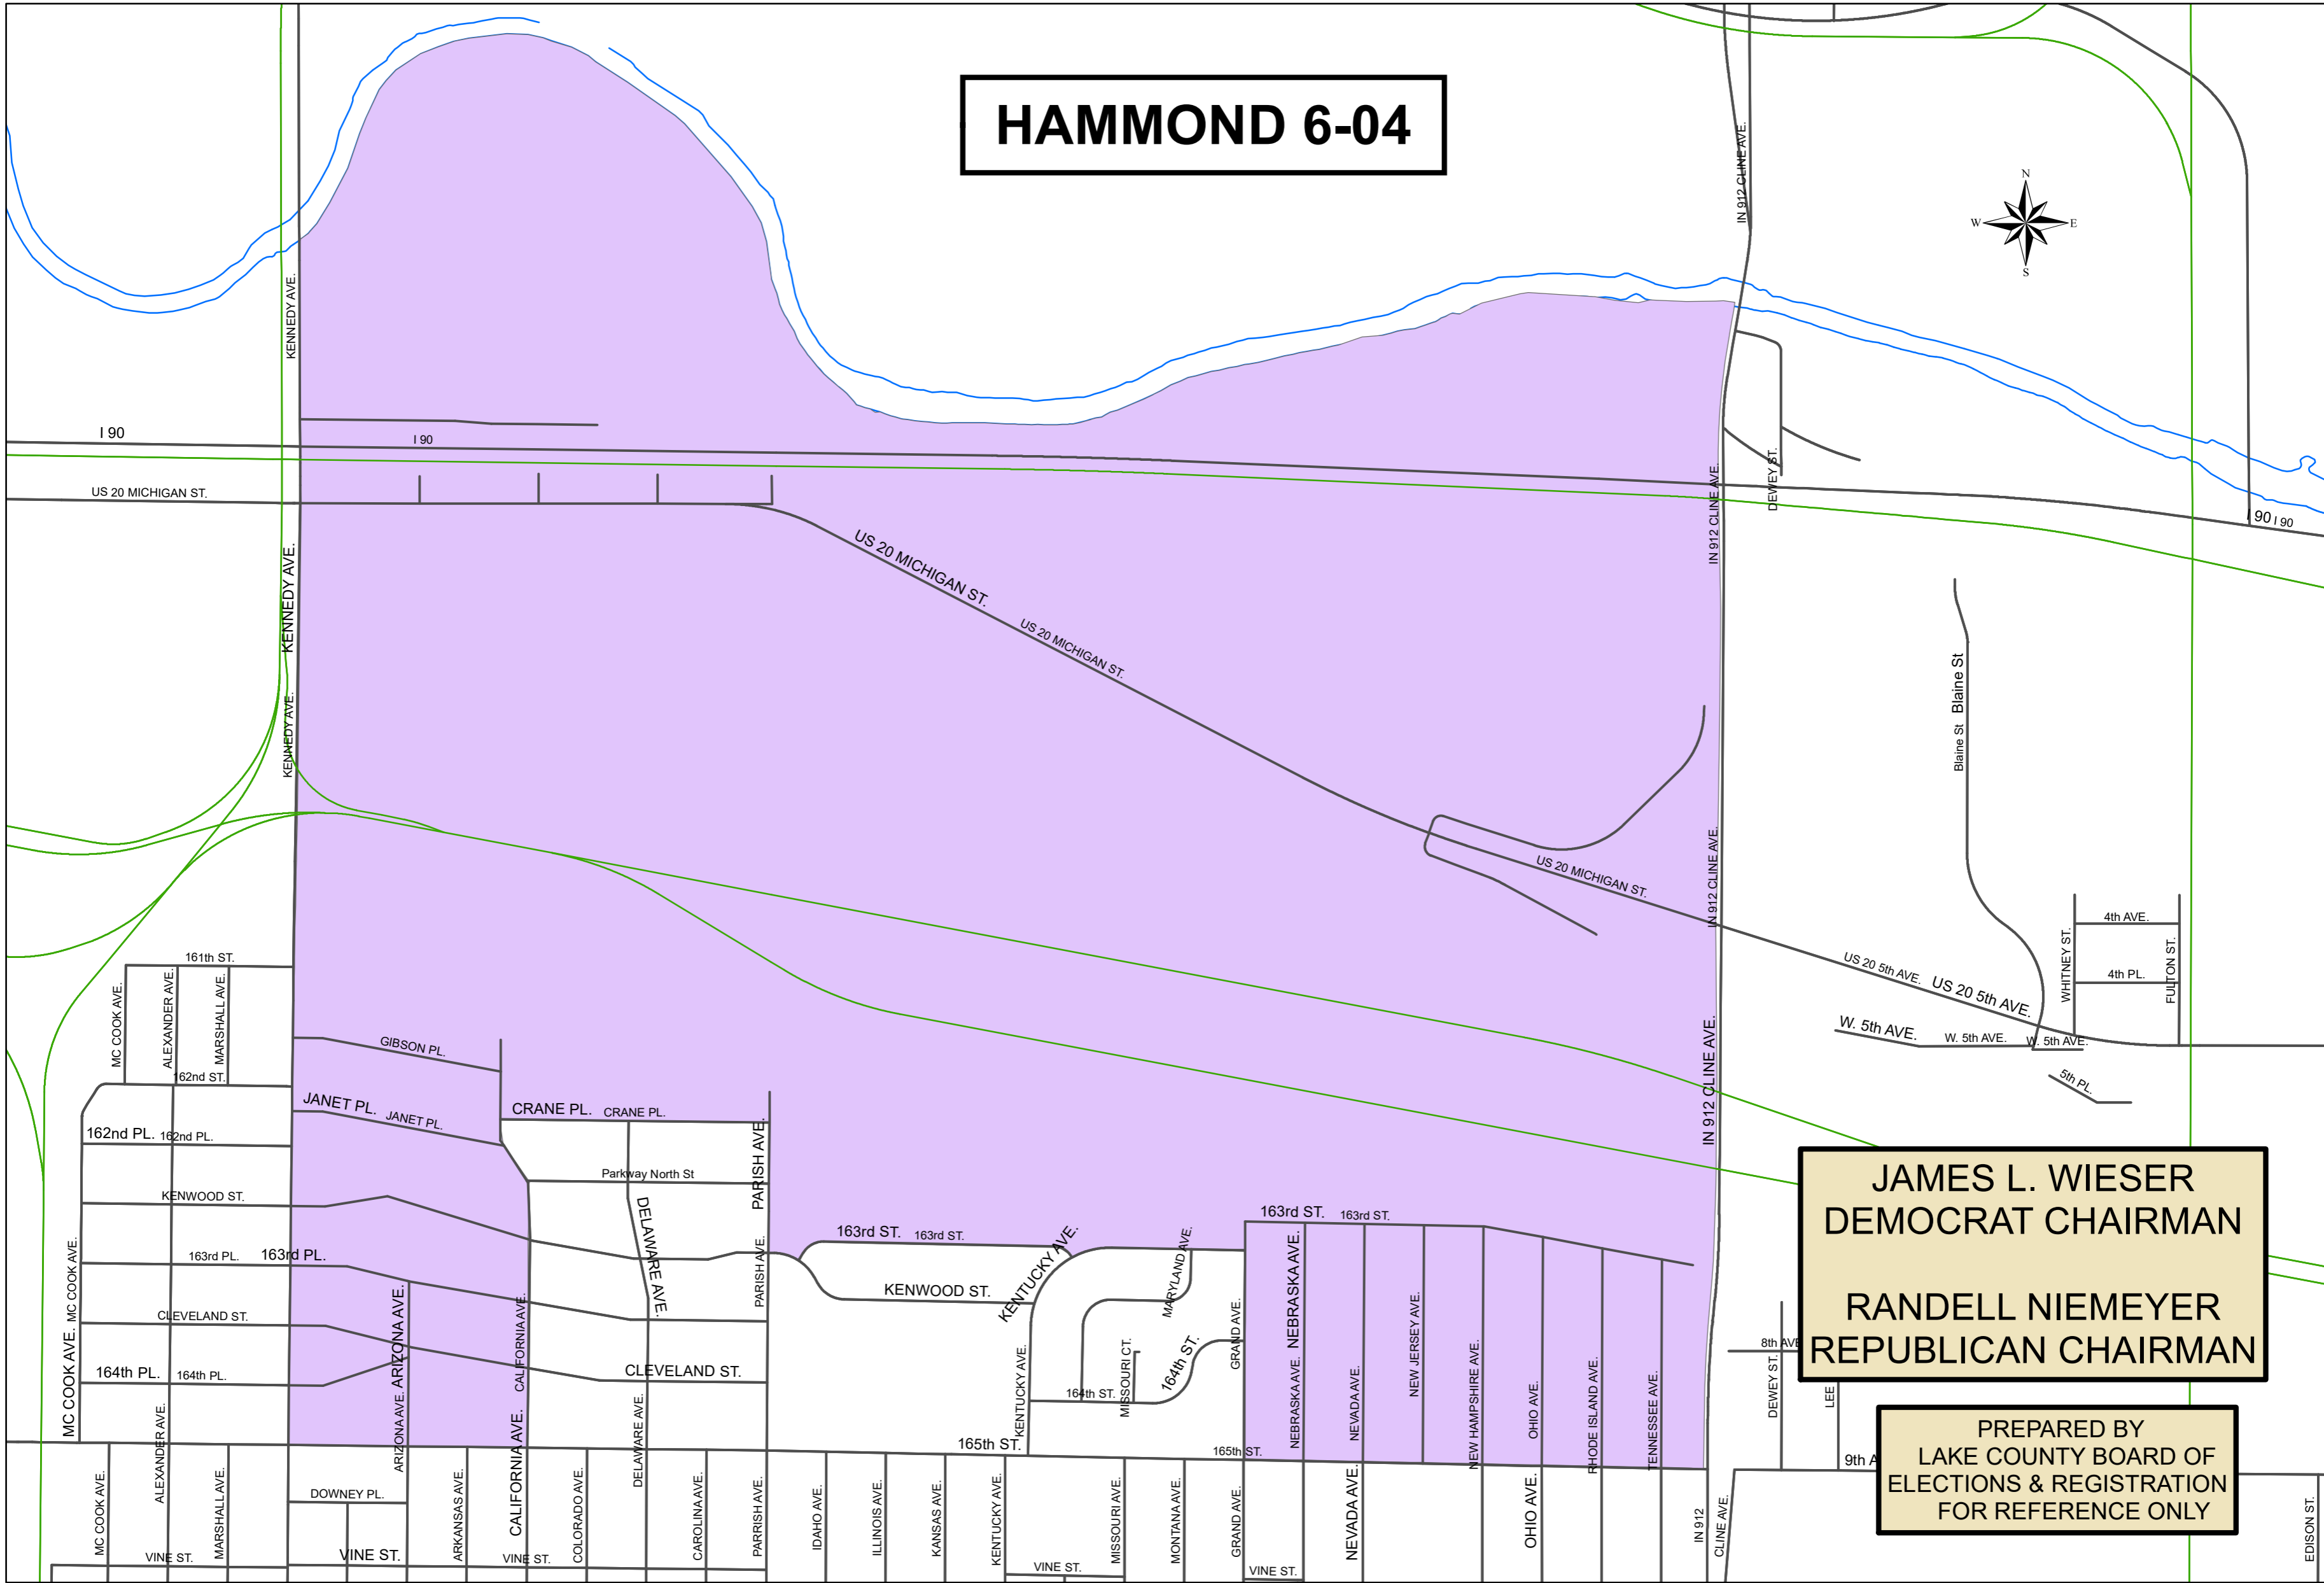 HAMMOND 6-04
N
W
E
S
IN 912 CLINE AVE.
KENNEDY AVE.
I 90
I 90
US 20 MICHIGAN ST.
IN 912 CLINE AVE.
DEWEY ST.
I 90
I 90
US 20 MICHIGAN ST.
US 20 MICHIGAN ST.
KENNEDY AVE.
KENNEDY AVE.
Blaine St
Blaine St
US 20 MICHIGAN ST.
IN 912 CLINE AVE.
4th AVE.
4th PL.
WHITNEY ST.
FULTON ST.
US 20 5th AVE.
US 20 5th AVE.
W. 5th AVE.
W. 5th AVE.
W. 5th AVE.
5th PL.
IN 912 CLINE AVE.
161th ST.
MC COOK AVE.
ALEXANDER AVE.
MARSHALL AVE.
162nd ST.
GIBSON PL.
JANET PL.
JANET PL.
CRANE PL.
CRANE PL.
162nd PL.
162nd PL.
Parkway North St
PARISH AVE.
KENWOOD ST.
DELAWARE AVE.
163rd ST.
163rd ST.
KENTUCKY AVE.
MARYLAND AVE.
163rd ST.
163rd ST.
163rd PL.
163rd PL.
PARISH AVE.
KENWOOD ST.
NEBRASKA AVE.
MC COOK AVE.
CLEVELAND ST.
ARIZONA AVE.
CALIFORNIA AVE.
GRAND AVE.
NEW JERSEY AVE.
MC COOK AVE.
164th PL.
164th PL.
CLEVELAND ST.
KENTUCKY AVE.
MISSOURI CT.
164th ST.
164th ST.
NEBRASKA AVE.
NEVADA AVE.
NEW HAMPSHIRE AVE.
OHIO AVE.
RHODE ISLAND AVE.
TENNESSEE AVE.
8th AVE
DEWEY ST.
LEE
JAMES L. WIESER
DEMOCRAT CHAIRMAN
RANDELL NIEMEYER
REPUBLICAN CHAIRMAN
ALEXANDER AVE.
ARIZONA AVE.
CALIFORNIA AVE.
DELAWARE AVE.
165th ST.
165th ST.
9th A
PREPARED BY
LAKE COUNTY BOARD OF
ELECTIONS & REGISTRATION
FOR REFERENCE ONLY
MC COOK AVE.
MARSHALL AVE.
DOWNEY PL.
ARKANSAS AVE.
COLORADO AVE.
CAROLINA AVE.
PARRISH AVE.
IDAHO AVE.
ILLINOIS AVE.
KANSAS AVE.
KENTUCKY AVE.
MISSOURI AVE.
MONTANA AVE.
GRAND AVE.
NEVADA AVE.
OHIO AVE.
IN 912
CLINE AVE.
EDISON ST.
VINE ST.
VINE ST.
VINE ST.
VINE ST.
VINE ST.